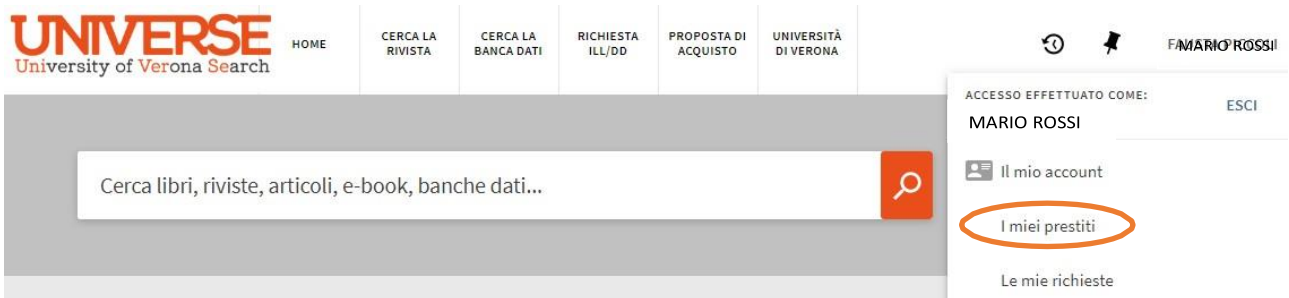 UNIVERSE
University of Verona Search
HOME
CERCA LA
RIVISTA
CERCA LA
BANCA DATI
RICHIESTA
ILL/DD
PROPOSTA DI
ACQUISTO
UNIVERSITÀ
DI VERONA
MARIO ROSSI
ACCESSO EFFETTUATO COME:
ESCI
MARIO ROSSI
Cerca libri, riviste, articoli, e-book, banche dati...
Il mio account
I miei prestiti
Le mie richieste